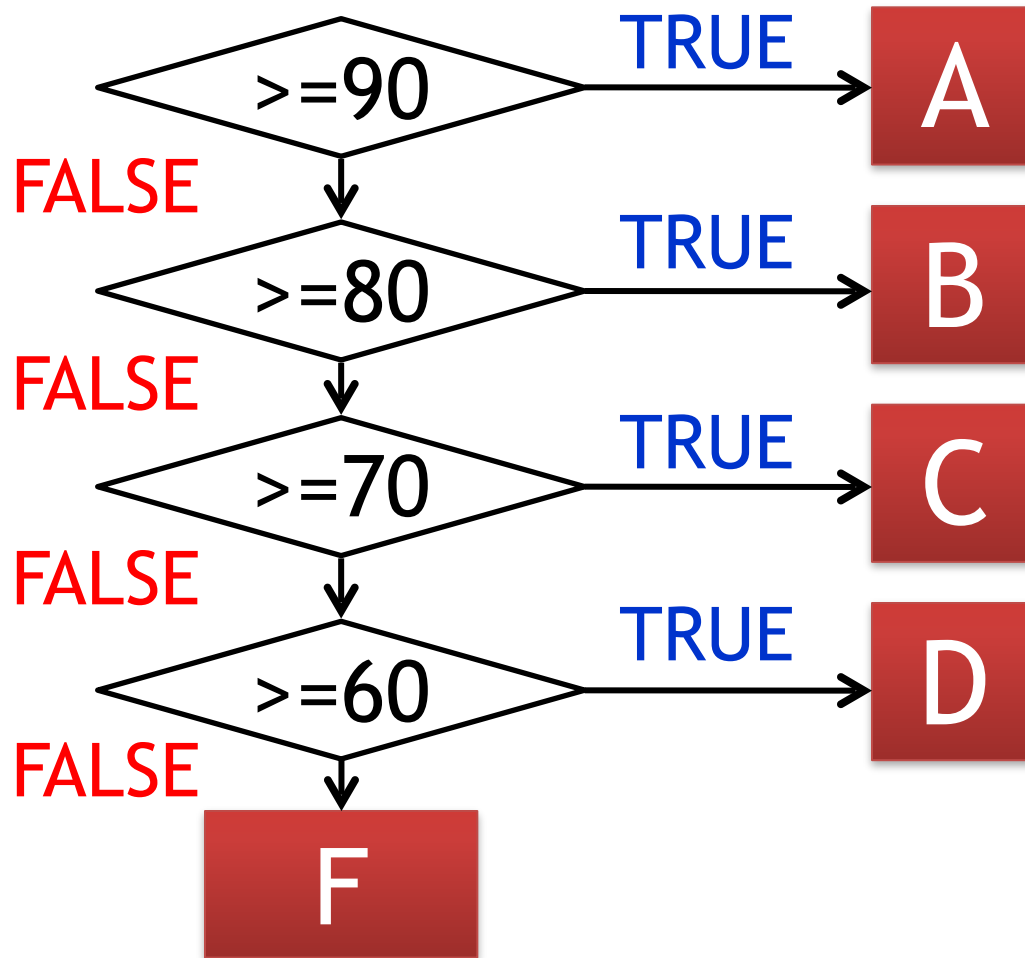 >=90
TRUE
A
FALSE
>=80
TRUE
B
FALSE
>=70
TRUE
C
FALSE
>=60
TRUE
D
FALSE
F